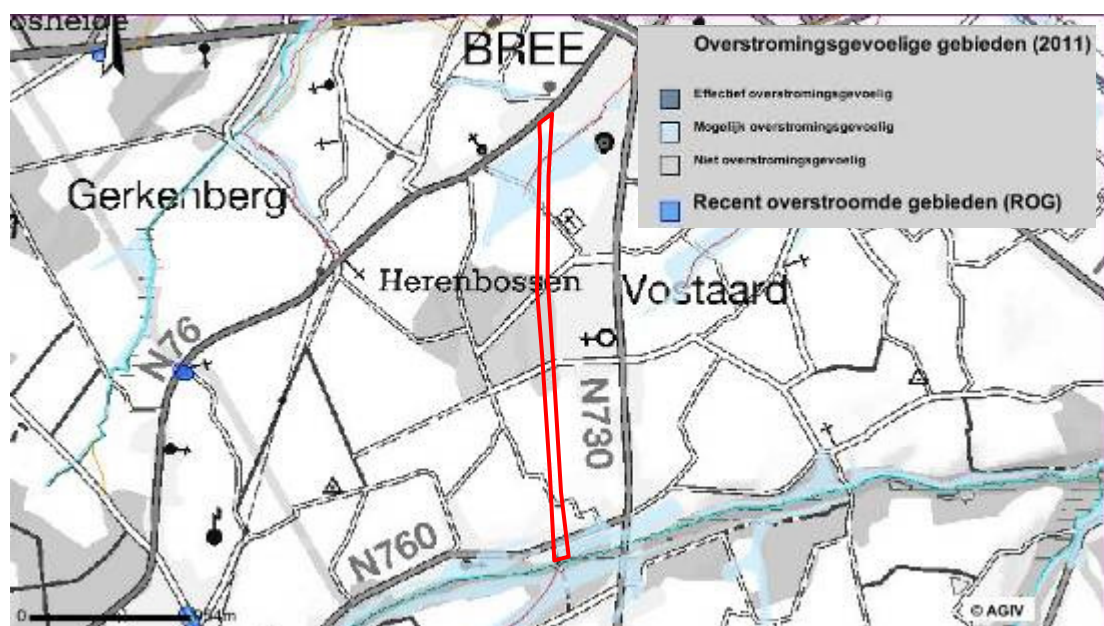 BREE
Overstromingsgevoelige gebieden (2011)
Effectief overstromingsgevoelig
Mogelijk overstromingsgevoelig
Niet overstromingsgevoelig
Recent overstroomde gebieden (ROG)
Gerkenberg
Herenbossen
Vostaard
N76
N730
N760
0
© AGIV